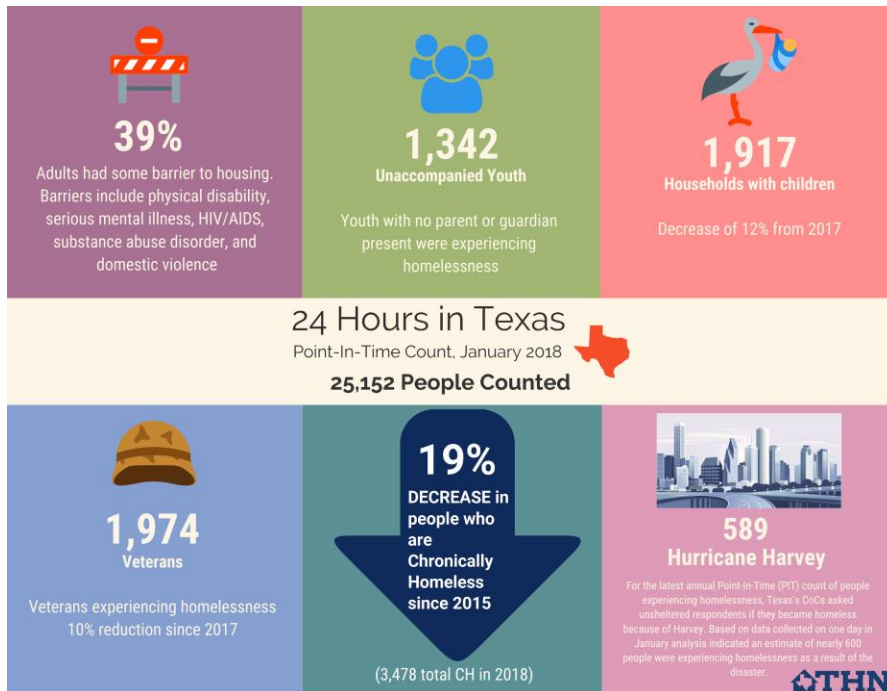 39%
Adults had some barrier to housing.
Barriers include physical disability,
serious mental illness, HIV/AIDS,
substance abuse disorder, and
domestic violence
1,342
Unaccompanied Youth
Youth with no parent or guardian
present were experiencing
homelessness
1,917
Households with children
Decrease of 12% from 2017
24 Hours in Texas
Point-In-Time Count, January 2018
25,152 People Counted
1,974
Veterans
Veterans experiencing homelessness
10% reduction since 2017
19%
DECREASE in
people who
are
Chronically
Homeless
since 2015
(3,478 total CH in 2018)
589
Hurricane Harvey
For the latest annual Point-In-Time (PIT) count of people
experiencing homelessness, Texas's CoCs asked
unsheltered respondents if they became homeless
because of Harvey. Based on data collected on one day in
January analysis indicated an estimate of nearly 600
people were experiencing homelessness as a result of the
disaster.
THN